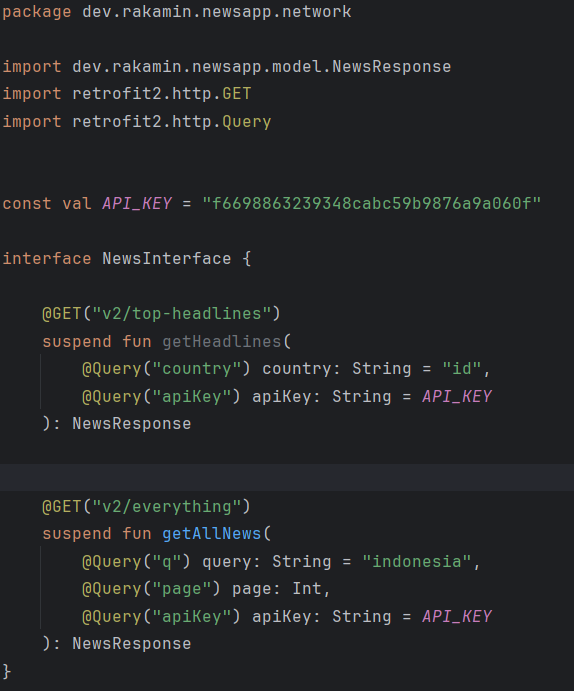 package dev.rakamin.newsapp.network
import dev.rakamin.newsapp.model.NewsResponse
import retrofit2.http.GET
import retrofit2.http.Query
const val API_KEY = "f6698863239348cabc59b9876a9a060f"
interface NewsInterface {
@GET("v2/top-headlines")
suspend fun getHeadlines(
@Query("country") country: String = "id",
@Query("apiKey") apiKey: String = API_KEY
): NewsResponse
@GET("v2/everything")
suspend fun getAllNews(
@Query("q") query: String = "indonesia",
@Query("page") page: Int,
@Query("apiKey") apiKey: String = API_KEY
): NewsResponse
}